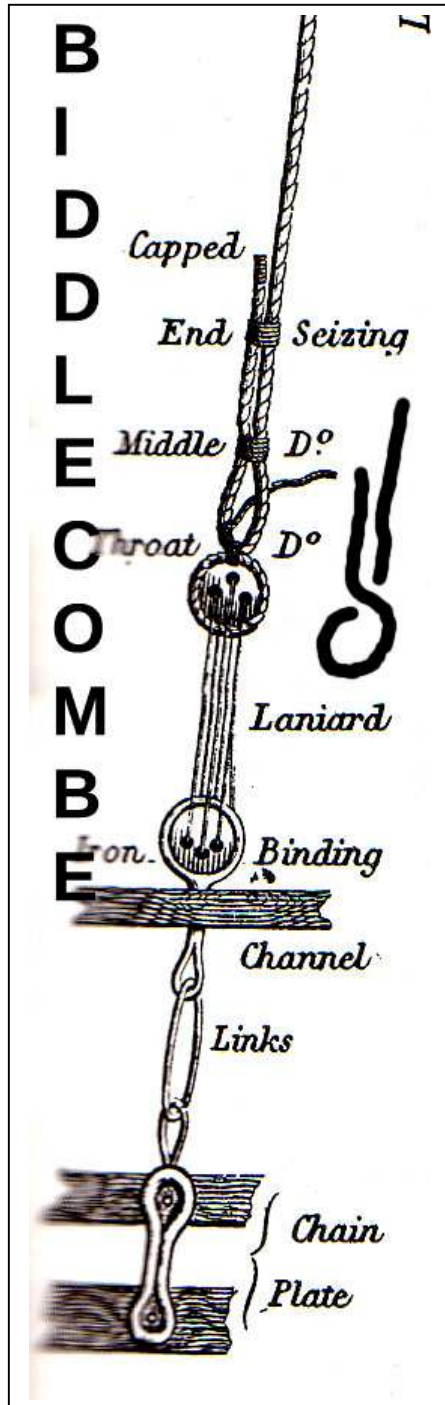 BIDDLECOMBE
Capped
End Seizing
Middle Dº.
Throat Dº
Laniard
Iron. Binding
Channel
Links
Chain
Plate